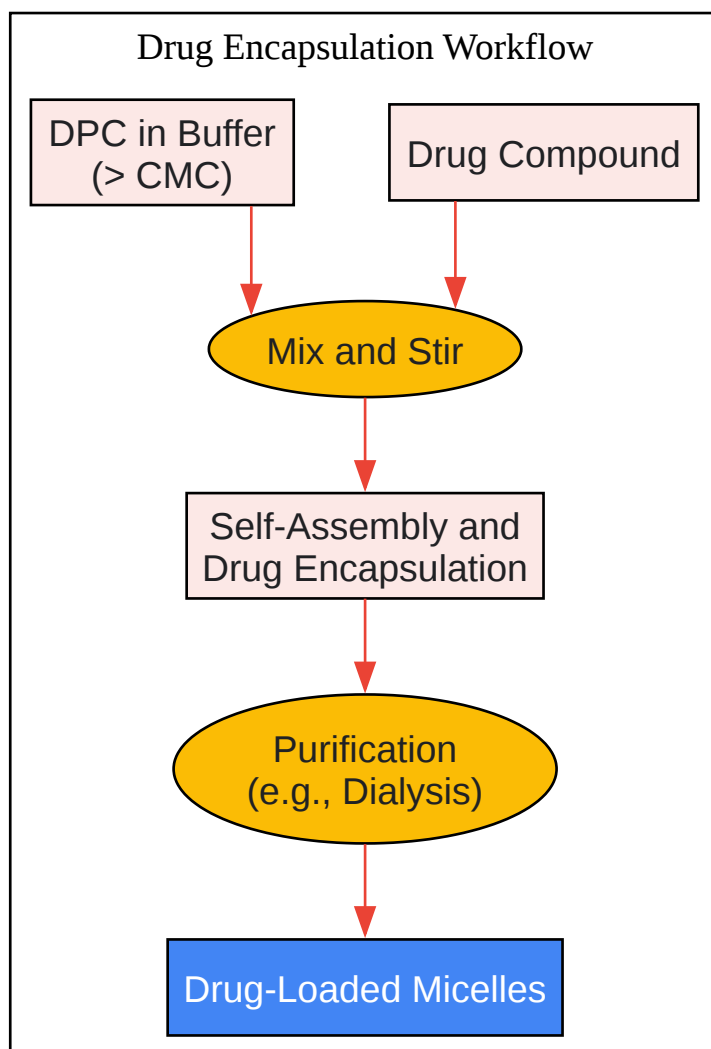 Drug Encapsulation Workflow
DPC in Buffer
(> CMC)
Drug Compound
Mix and Stir
Self-Assembly and
Drug Encapsulation
Purification
(e.g., Dialysis)
Drug-Loaded Micelles